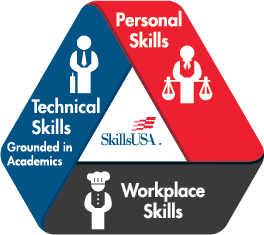 Personal
Skills
Technical
Skills
Grounded in
Academics
SkillsUSA.
Workplace
Skills